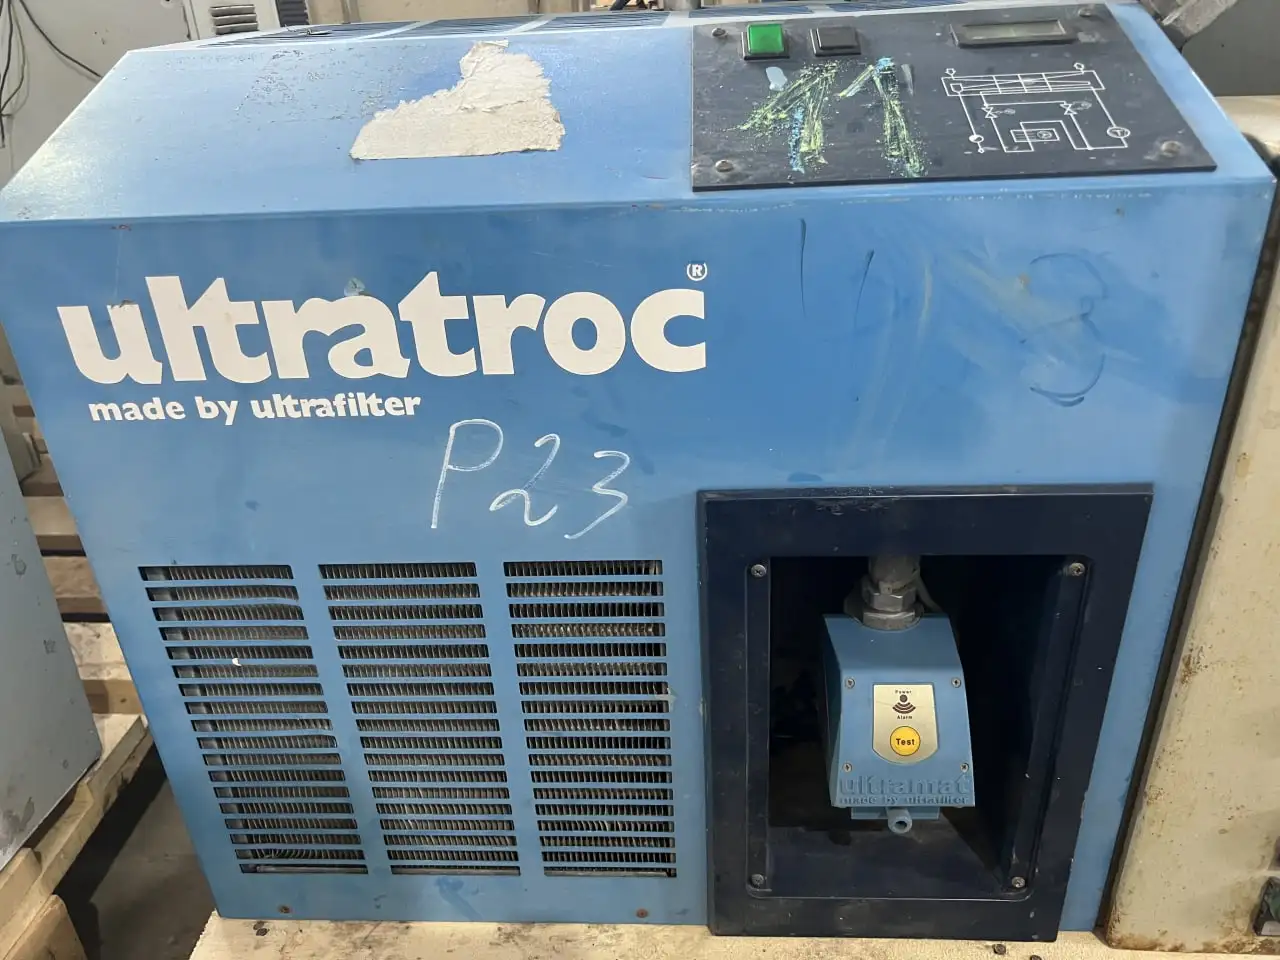 ultratroc®
made by ultrafilter
P23
Power
Alarm
Test
ultramat
made by ultrafilter